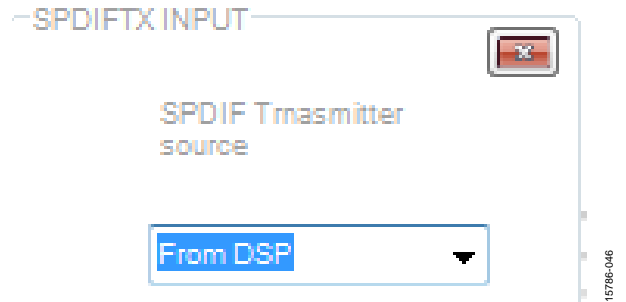 SPDIFTX INPUT
SPDIF Trnasmitter
source
From DSP
15786-046